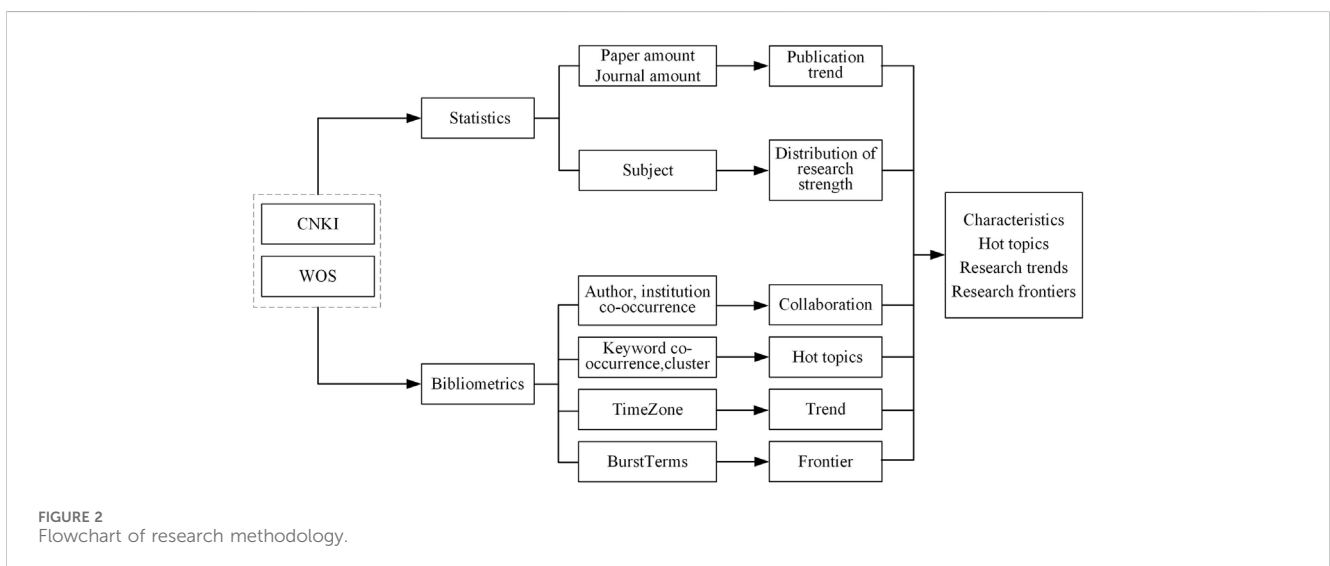 Paper amount
Journal amount
Publication
trend
Statistics
Subject
Distribution of
research
strength
CNKI
WOS
Characteristics
Hot topics
Research trends
Research frontiers
Author, institution
co-occurrence
Collaboration
Keyword co-
occurrence,cluster
Hot topics
Bibliometrics
TimeZone
Trend
BurstTerms
Frontier
FIGURE 2
Flowchart of research methodology.